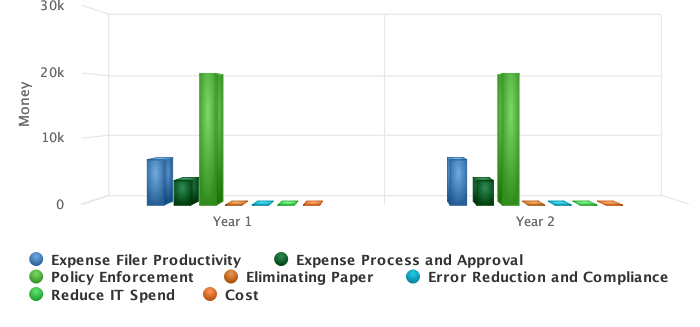 30k
20k
Money
10k
0
Year 1 Year 2
Expense Filer Productivity Expense Process and Approval
Policy Enforcement Eliminating Paper Error Reduction and Compliance
Reduce IT Spend Cost